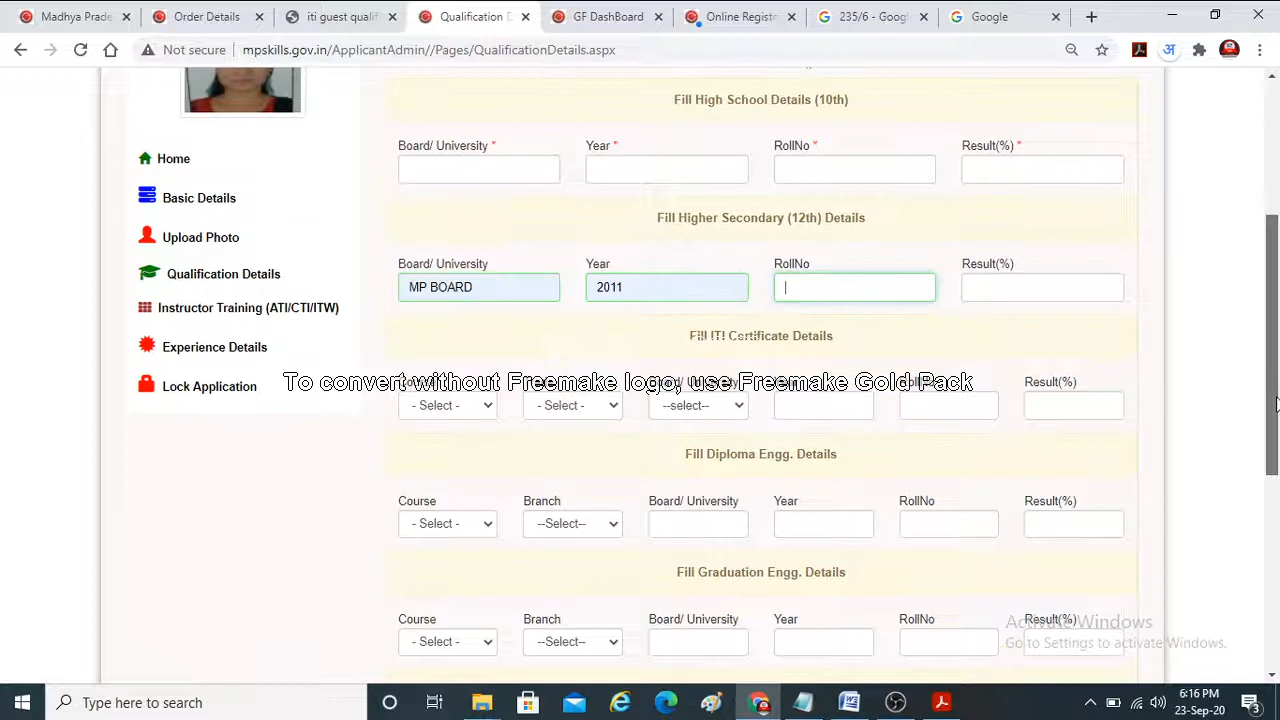 Madhya Prade
Order Details
iti guest qualif
Qualification D
GF DashBoard
Online Registr
235/6 - Googl
Google
Not secure
mpskills.gov.in/ApplicantAdmin//Pages/QualificationDetails.aspx
अ
Fill High School Details (10th)
Board/ University *
Year *
RollNo *
Result(%) *
Home
Basic Details
Upload Photo
Qualification Details
Instructor Training (ATI/CTI/ITW)
Experience Details
Lock Application
Fill Higher Secondary (12th) Details
Board/ University
Year
RollNo
Result(%)
MP BOARD
2011
Fill ITI Certificate Details
To convert without Freemake logo, use Freemake Gold Pack
Result(%)
- Select -
- Select -
--select--
Fill Diploma Engg. Details
Course
Branch
Board/ University
Year
RollNo
Result(%)
- Select -
--Select--
Fill Graduation Engg. Details
Course
Branch
Board/ University
Year
RollNo
Result(%)
- Select -
--Select--
Activate Windows
Go to Settings to activate Windows.
Type here to search
6:16 PM
23-Sep-20
3